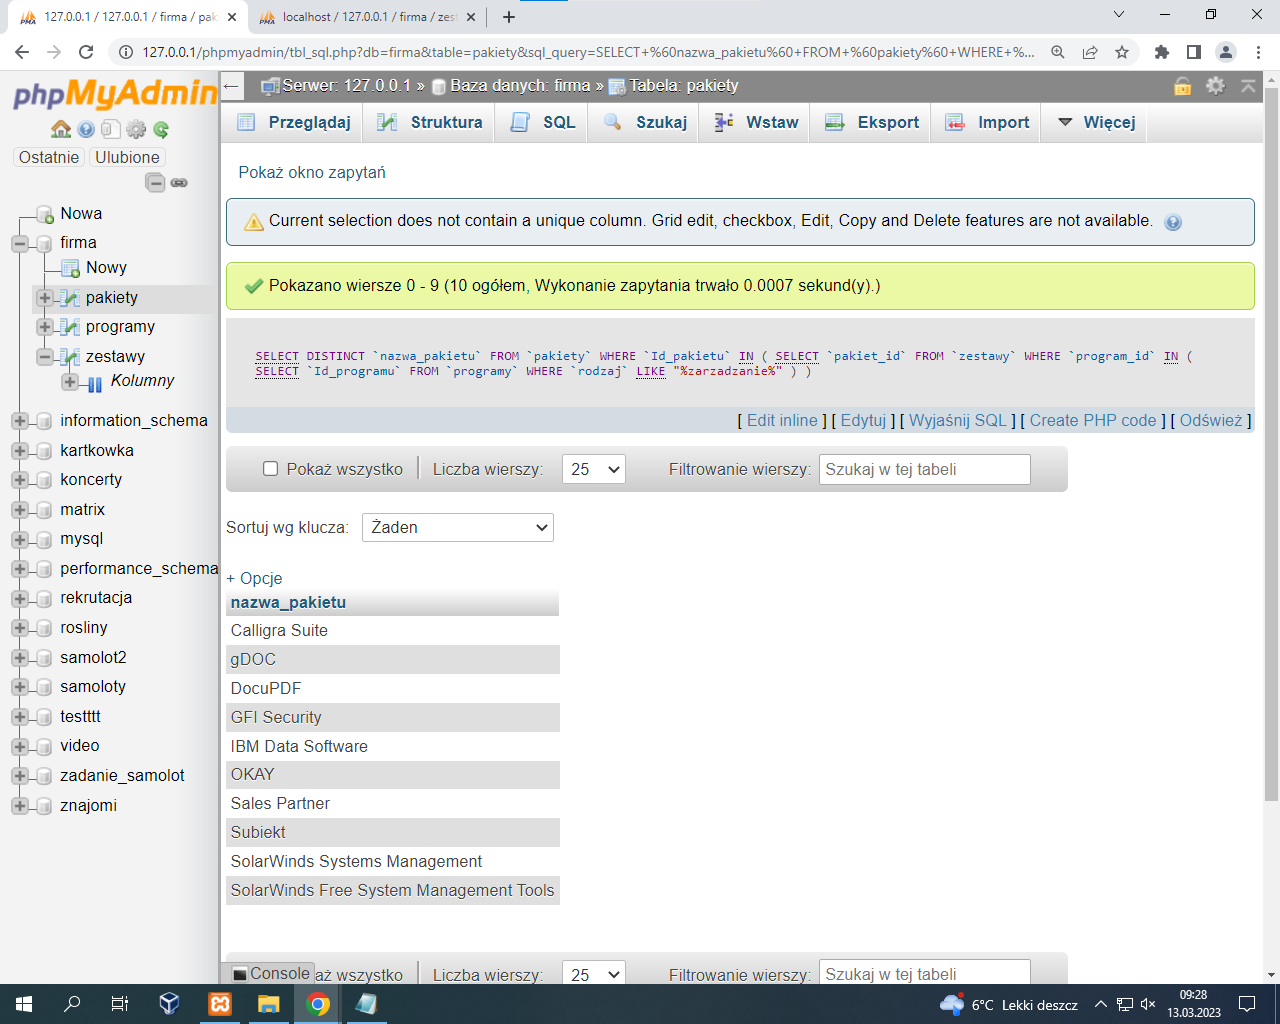 127.0.0.1 / 127.0.0.1 / firma / pak
localhost / 127.0.0.1 / firma / zes
127.0.0.1/phpmyadmin/tbl_sql.php?db=firma&table=pakiety&sql_query=SELECT+%60nazwa_pakietu%60+FROM+%60pakiety%60+WHERE+%...
phpMyAdmin
Ostatnie Ulubione
Nowa
firma
Nowy
pakiety
programy
zestawy
Kolumny
information_schema
kartkowka
koncerty
matrix
mysql
performance_schema
rekrutacja
rosliny
samolot2
samoloty
testttt
video
zadanie_samolot
znajomi
Serwer: 127.0.0.1 » Baza danych: firma » Tabela: pakiety
Przeglądaj Struktura SQL Szukaj Wstaw Eksport Import Więcej
Pokaż okno zapytań
Current selection does not contain a unique column. Grid edit, checkbox, Edit, Copy and Delete features are not available.
Pokazano wiersze 0 - 9 (10 ogółem, Wykonanie zapytania trwało 0.0007 sekund(y).)
SELECT DISTINCT `nazwa_pakietu` FROM `pakiety` WHERE `Id_pakietu` IN ( SELECT `pakiet_id` FROM `zestawy` WHERE `program_id` IN (
SELECT `Id_programu` FROM `programy` WHERE `rodzaj` LIKE "%zarzadzanie%" ) )
[ Edit inline ] [ Edytuj ] [ Wyjaśnij SQL ] [ Create PHP code ] [ Odśwież ]
Pokaż wszystko Liczba wierszy: 25 Filtrowanie wierszy: Szukaj w tej tabeli
Sortuj wg klucza: Żaden
+ Opcje
nazwa_pakietu
Calligra Suite
gDOC
DocuPDF
GFI Security
IBM Data Software
OKAY
Sales Partner
Subiekt
SolarWinds Systems Management
SolarWinds Free System Management Tools
Console
aż wszystko Liczba wierszy: 25 Filtrowanie wierszy: Szukaj w tej tabeli
6°C Lekki deszcz
09:28
13.03.2023